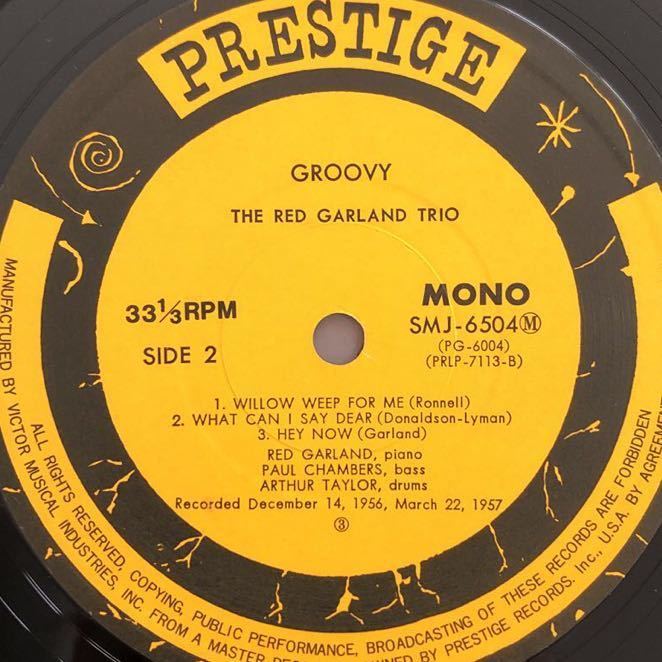 PRESTIGE
GROOVY
THE RED GARLAND TRIO
33⅓RPM
SIDE 2
MONO
SMJ-6504Ⓜ
(PG-6004)
(PRLP-7113-B)
1. WILLOW WEEP FOR ME (Ronnell)
2. WHAT CAN I SAY DEAR (Donaldson-Lyman)
3. HEY NOW (Garland)
RED GARLAND, piano
PAUL CHAMBERS, bass
ARTHUR TAYLOR, drums
Recorded December 14, 1956, March 22, 1957
③
ALL RIGHTS RESERVED, COPYING, PUBLIC PERFORMANCE, BROADCASTING OF THESE RECORDS ARE FORBIDDEN
MANUFACTURED BY VICTOR MUSICAL INDUSTRIES, INC. FROM A MASTER OWNED BY PRESTIGE RECORDS. Inc., U.S.A. BY